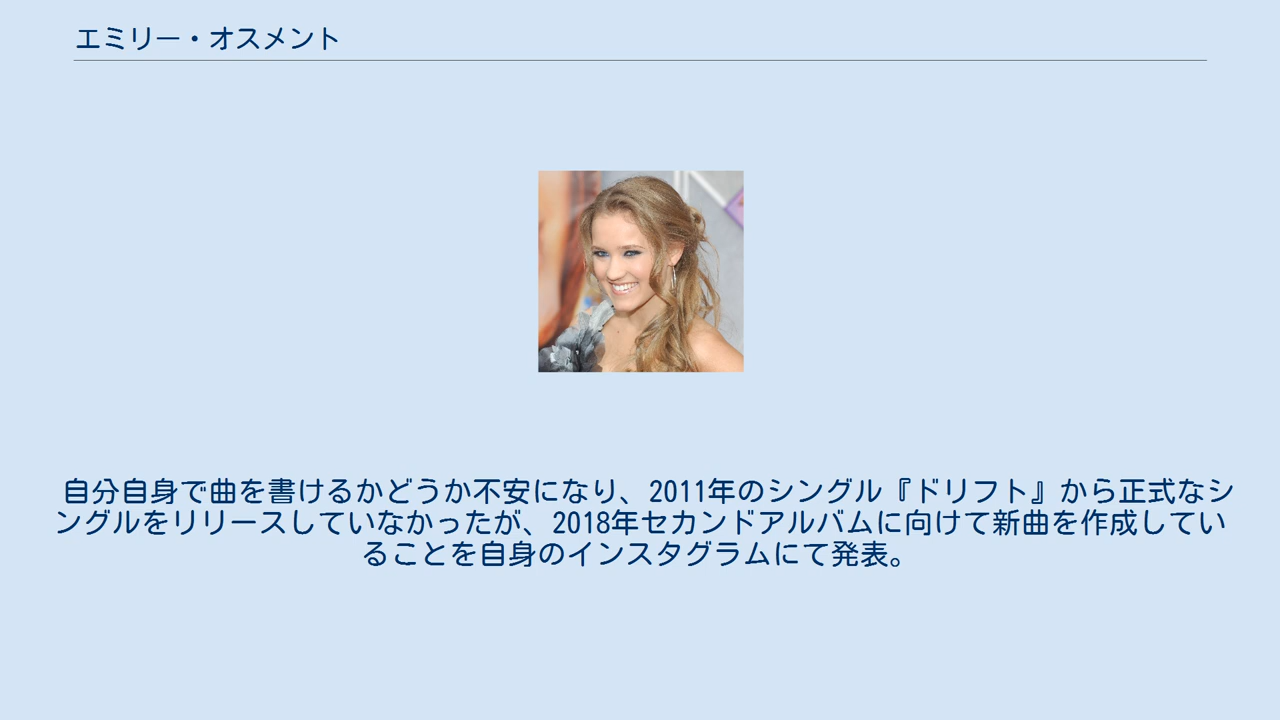 エミリー・オスメント
自分自身で曲を書けるかどうか不安になり、2011年のシングル『ドリフト』から正式なシ
ングルをリリースしていなかったが、2018年セカンドアルバムに向けて新曲を作成してい
ることを自身のインスタグラムにて発表。